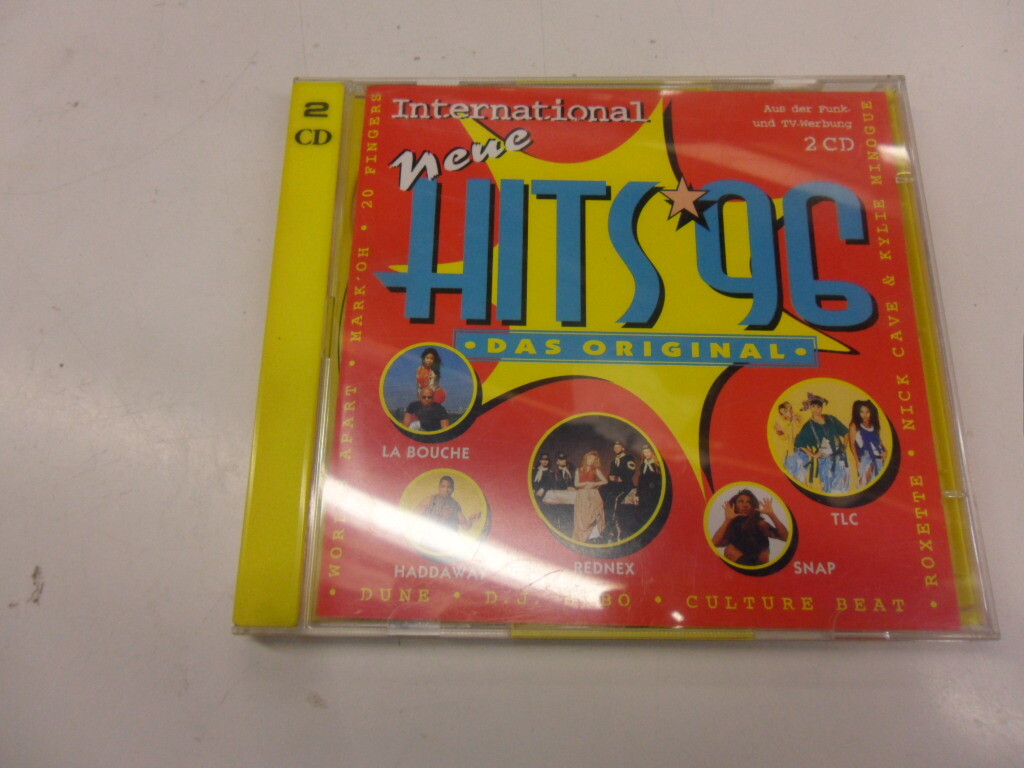 2
CD
International
Neue
HITS*96
• DAS ORIGINAL •
Aus der Funk-
und TV-Werbung
2 CD
APART • MARK'OH • 20 FINGERS
LA BOUCHE
HADDAWAY
REDNEX
SNAP
TLC
• DUNE • D.J. BOBO • CULTURE BEAT •
ROXETTE • NICK CAVE & KYLIE MINOGUE